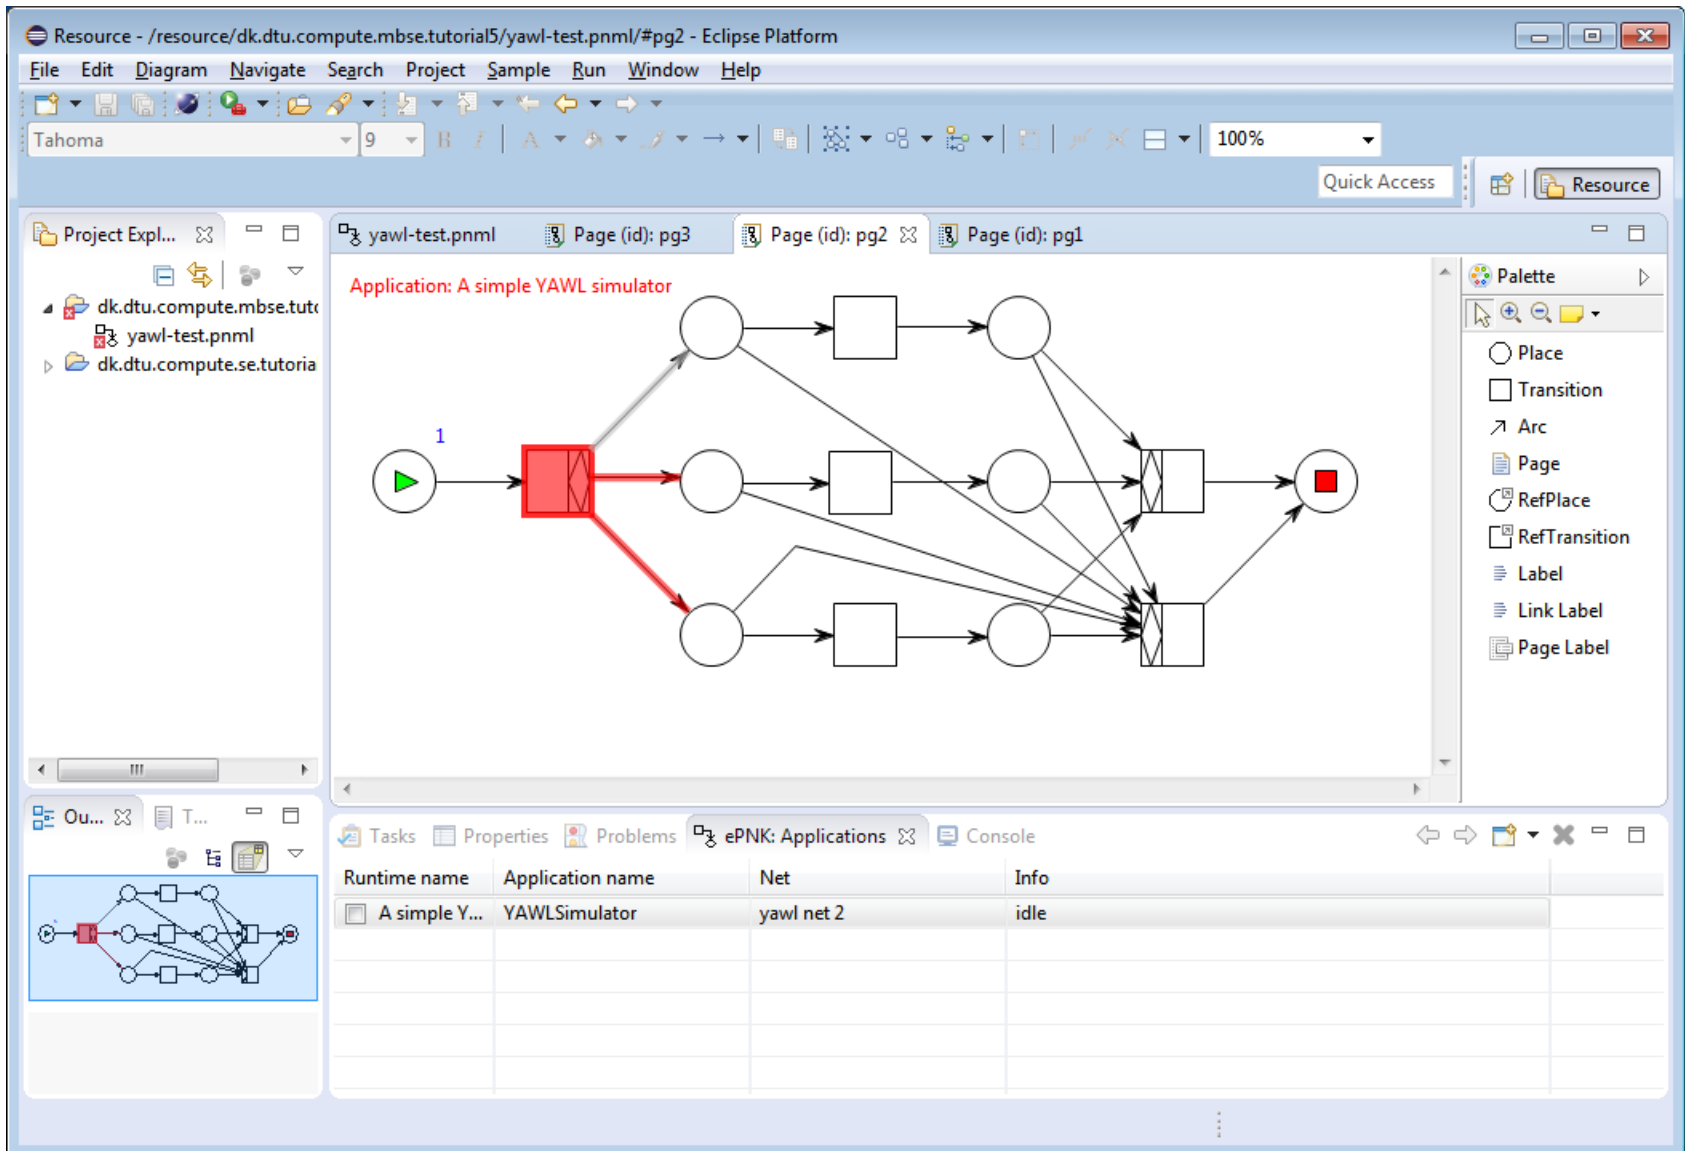 Resource - /resource/dk.dtu.compute.mbse.tutorial5/yawl-test.pnml/#pg2 - Eclipse Platform
File Edit Diagram Navigate Search Project Sample Run Window Help
Tahoma 9 B I A 100%
Quick Access Resource
Project Expl...
dk.dtu.compute.mbse.tuto
yawl-test.pnml
dk.dtu.compute.se.tutoria
yawl-test.pnml Page (id): pg3 Page (id): pg2 Page (id): pg1
Application: A simple YAWL simulator
1
Palette
Place
Transition
Arc
Page
RefPlace
RefTransition
Label
Link Label
Page Label
Ou... T...
Tasks Properties Problems ePNK: Applications Console
Runtime name Application name Net Info
A simple Y... YAWLSimulator yawl net 2 idle